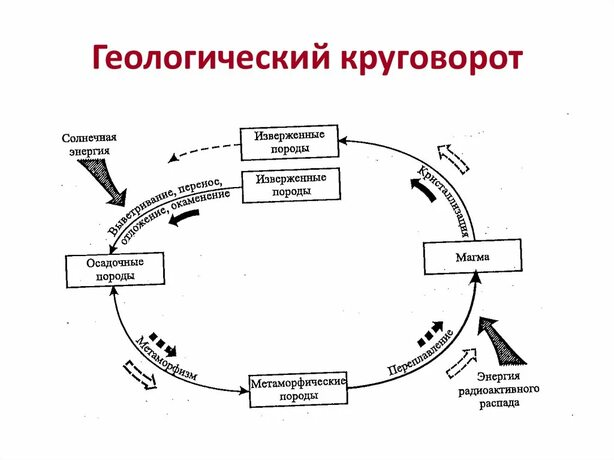 Геологический круговорот
Солнечная
энергия
Изверженные
породы
Изверженные
породы
Выветривание, перенос,
отложение, окаменение
Кристаллизация
Осадочные
породы
Магма
Метаморфизм
Переплавление
Метаморфические
породы
Энергия
радиоактивного
распада